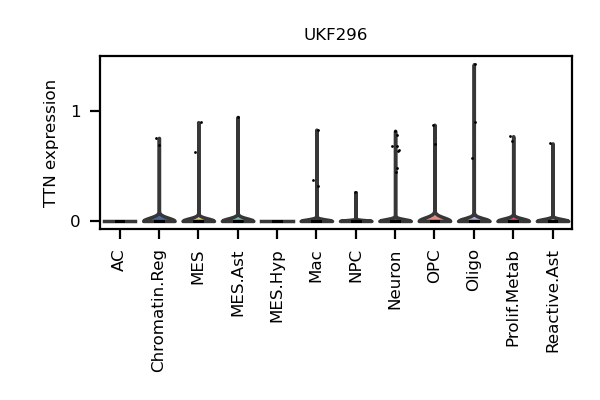 UKF296
TTN expression
1
0
AC
Chromatin.Reg
MES
MES.Ast
MES.Hyp
Mac
NPC
Neuron
OPC
Oligo
Prolif.Metab
Reactive.Ast